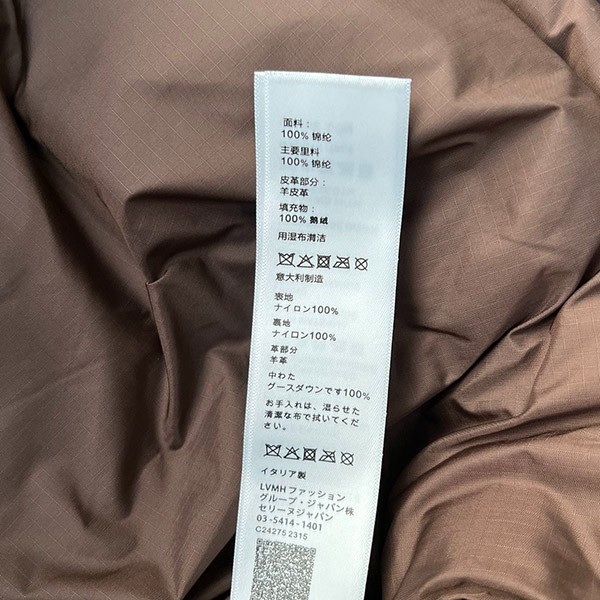 面料：
100% 锦纶
主要里料
100% 锦纶
皮革部分：
羊皮革
填充物：
100% 鹅绒
用湿布清洁
意大利制造
表地
ナイロン100%
裏地
ナイロン100%
革部分
羊革
中わた
グースダウンです100%
お手入れは、湿らせた
清潔な布で拭いてくだ
さい。
イタリア製
LVMH ファッション
グループ・ジャパン株
セリーヌジャパン
03-5414-1401
C24275 2315